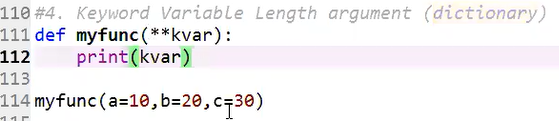 110 #4. Keyword Variable Length argument (dictionary)
111 def myfunc(**kvar):
112     print(kvar)
113
114 myfunc(a=10,b=20,c=30)